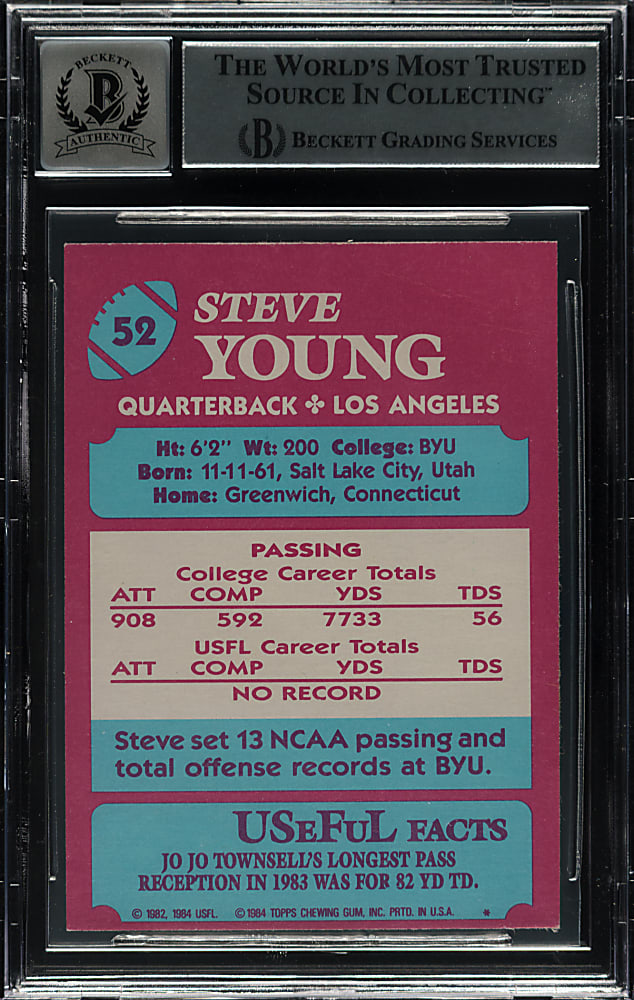 BECKETT
B
AUTHENTIC
THE WORLD'S MOST TRUSTED
SOURCE IN COLLECTING™
B BECKETT GRADING SERVICES
52
STEVE
YOUNG
QUARTERBACK ✤ LOS ANGELES
Ht: 6'2" Wt: 200 College: BYU
Born: 11-11-61, Salt Lake City, Utah
Home: Greenwich, Connecticut
PASSING
College Career Totals
ATT COMP YDS TDS
908 592 7733 56
USFL Career Totals
ATT COMP YDS TDS
NO RECORD
Steve set 13 NCAA passing and
total offense records at BYU.
USEFUL FACTS
JO JO TOWNSELL'S LONGEST PASS
RECEPTION IN 1983 WAS FOR 82 YD TD.
© 1982, 1984 USFL. © 1984 TOPPS CHEWING GUM, INC. PRTD. IN U.S.A. *